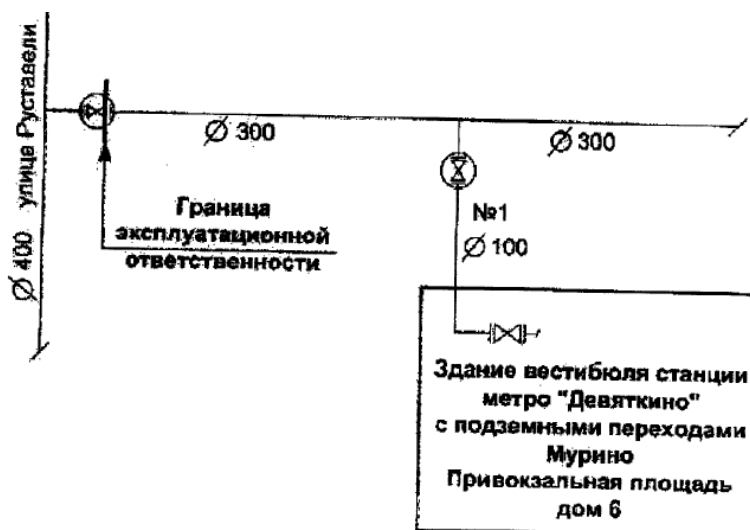 Ø 400 улице Руставели
Ø 300
Ø 300
Граница
эксплуатационной
ответственности
№1
Ø 100
Здание вестибюля станции
метро "Девяткино"
с подземными переходами
Мурино
Привокзальная площадь
дом 6